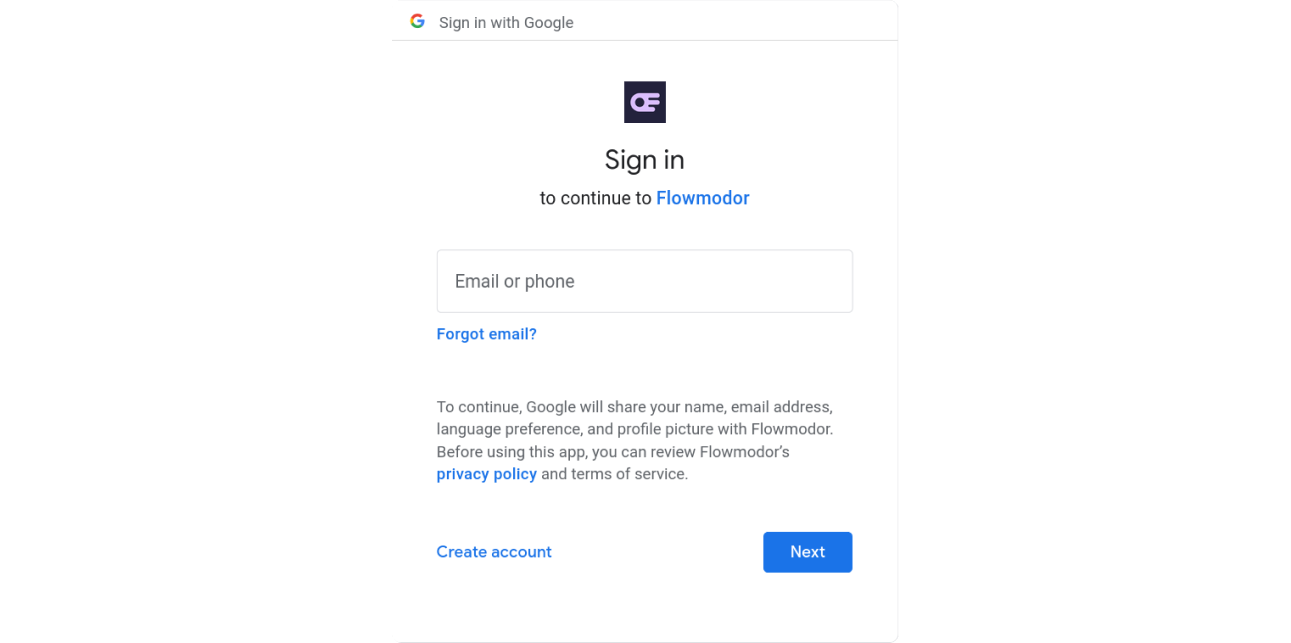 Sign in with Google
Sign in
to continue to Flowmodor
Email or phone
Forgot email?
To continue, Google will share your name, email address,
language preference, and profile picture with Flowmodor.
Before using this app, you can review Flowmodor’s
privacy policy and terms of service.
Create account
Next